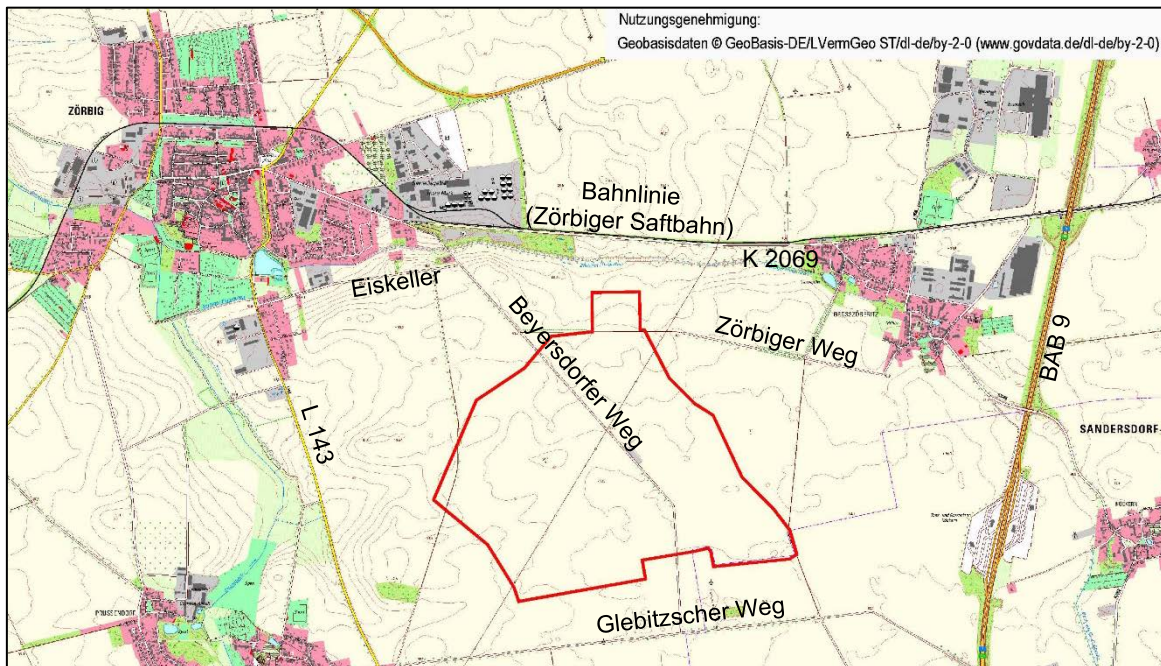 Nutzungsgenehmigung:
Geobasisdaten © GeoBasis-DE/LVermGeo ST/dl-de/by-2-0 (www.govdata.de/dl-de/by-2-0)
ZÖRBIG
Bahnlinie
(Zörbiger Saftbahn)
K 2069
Eiskeller
Beyersdorfer Weg
Zörbiger Weg
GROSSZÖBERITZ
BAB 9
L 143
SANDERSDORF-
Glebitzscher Weg